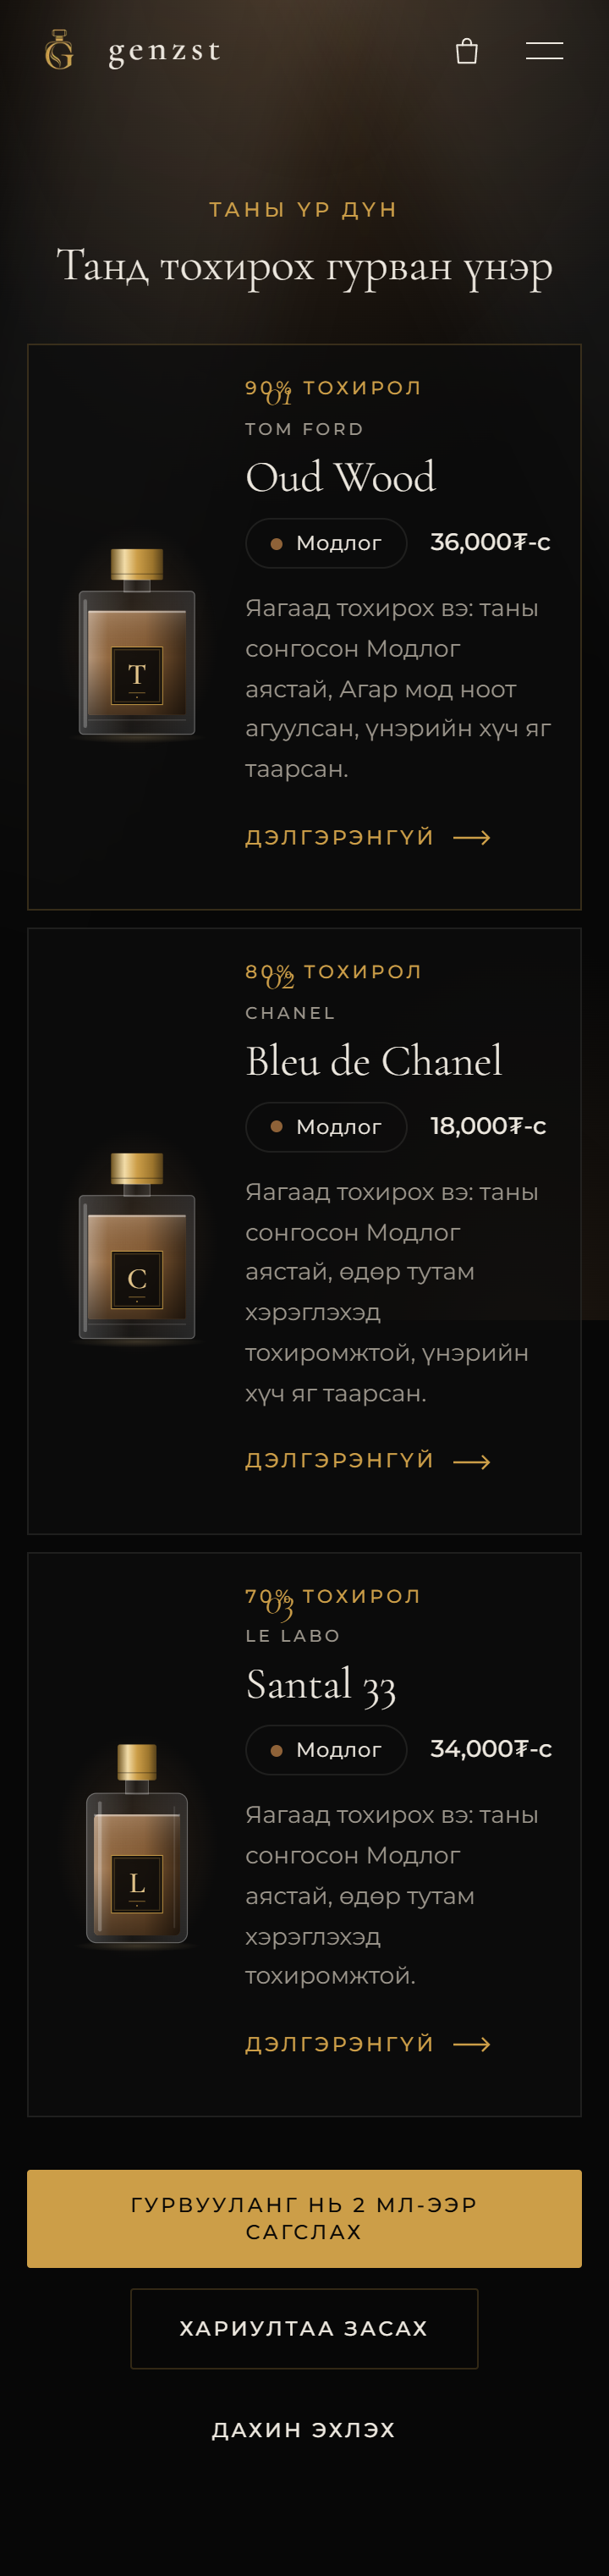 genzst
ТАНЫ ҮР ДҮН
Танд тохирох гурван үнэр
90% ТОХИРОЛ
01
TOM FORD
Oud Wood
Модлог 36,000₮-с
Яагаад тохирох вэ: таны
сонгосон Модлог
аястай, Агар мод ноот
агуулсан, үнэрийн хүч яг
таарсан.
T
ДЭЛГЭРЭНГҮЙ
80% ТОХИРОЛ
02
CHANEL
Bleu de Chanel
Модлог 18,000₮-с
Яагаад тохирох вэ: таны
сонгосон Модлог
аястай, өдөр тутам
хэрэглэхэд
тохиромжтой, үнэрийн
хүч яг таарсан.
C
ДЭЛГЭРЭНГҮЙ
70% ТОХИРОЛ
03
LE LABO
Santal 33
Модлог 34,000₮-с
Яагаад тохирох вэ: таны
сонгосон Модлог
аястай, өдөр тутам
хэрэглэхэд
тохиромжтой.
L
ДЭЛГЭРЭНГҮЙ
ГУРВУУЛАНГ НЬ 2 МЛ-ЭЭР
САГСЛАХ
ХАРИУЛТАА ЗАСАХ
ДАХИН ЭХЛЭХ